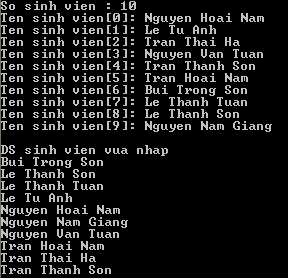 So sinh vien : 10
Ten sinh vien[0]: Nguyen Hoai Nam
Ten sinh vien[1]: Le Tu Anh
Ten sinh vien[2]: Tran Thai Ha
Ten sinh vien[3]: Nguyen Van Tuan
Ten sinh vien[4]: Tran Thanh Son
Ten sinh vien[5]: Tran Hoai Nam
Ten sinh vien[6]: Bui Trong Son
Ten sinh vien[7]: Le Thanh Tuan
Ten sinh vien[8]: Le Thanh Son
Ten sinh vien[9]: Nguyen Nam Giang
DS sinh vien vua nhap
Bui Trong Son
Le Thanh Son
Le Thanh Tuan
Le Tu Anh
Nguyen Hoai Nam
Nguyen Nam Giang
Nguyen Van Tuan
Tran Hoai Nam
Tran Thai Ha
Tran Thanh Son